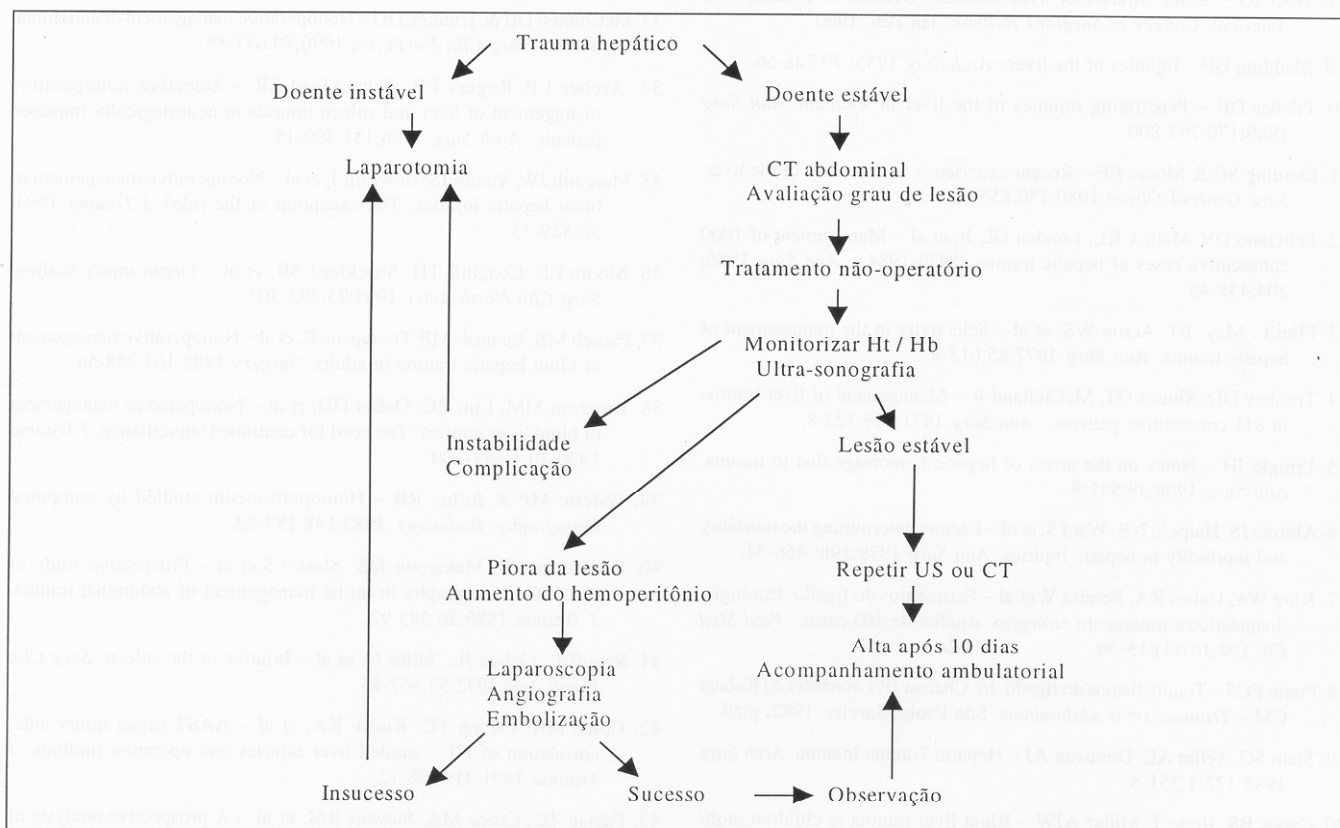 Trauma hepático
Doente instável
Doente estável
Laparotomia
CT abdominal
Avaliação grau de lesão
Tratamento não-operatório
Monitorizar Ht / Hb
Ultra-sonografia
Instabilidade
Complicação
Lesão estável
Piora da lesão
Aumento do hemoperitônio
Repetir US ou CT
Laparoscopia
Angiografia
Embolização
Alta após 10 dias
Acompanhamento ambulatorial
Insucesso
Sucesso
Observação